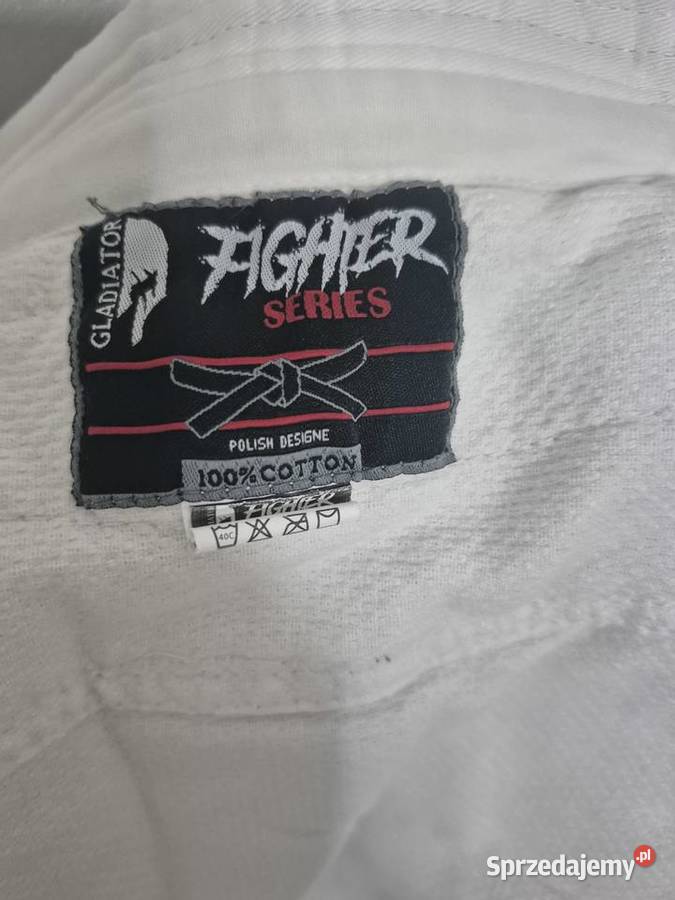 GLADIATOR
FIGHTER
SERIES
POLISH DESIGNE
100% COTTON
FIGHTER
40C
Sprzedajemy.pl